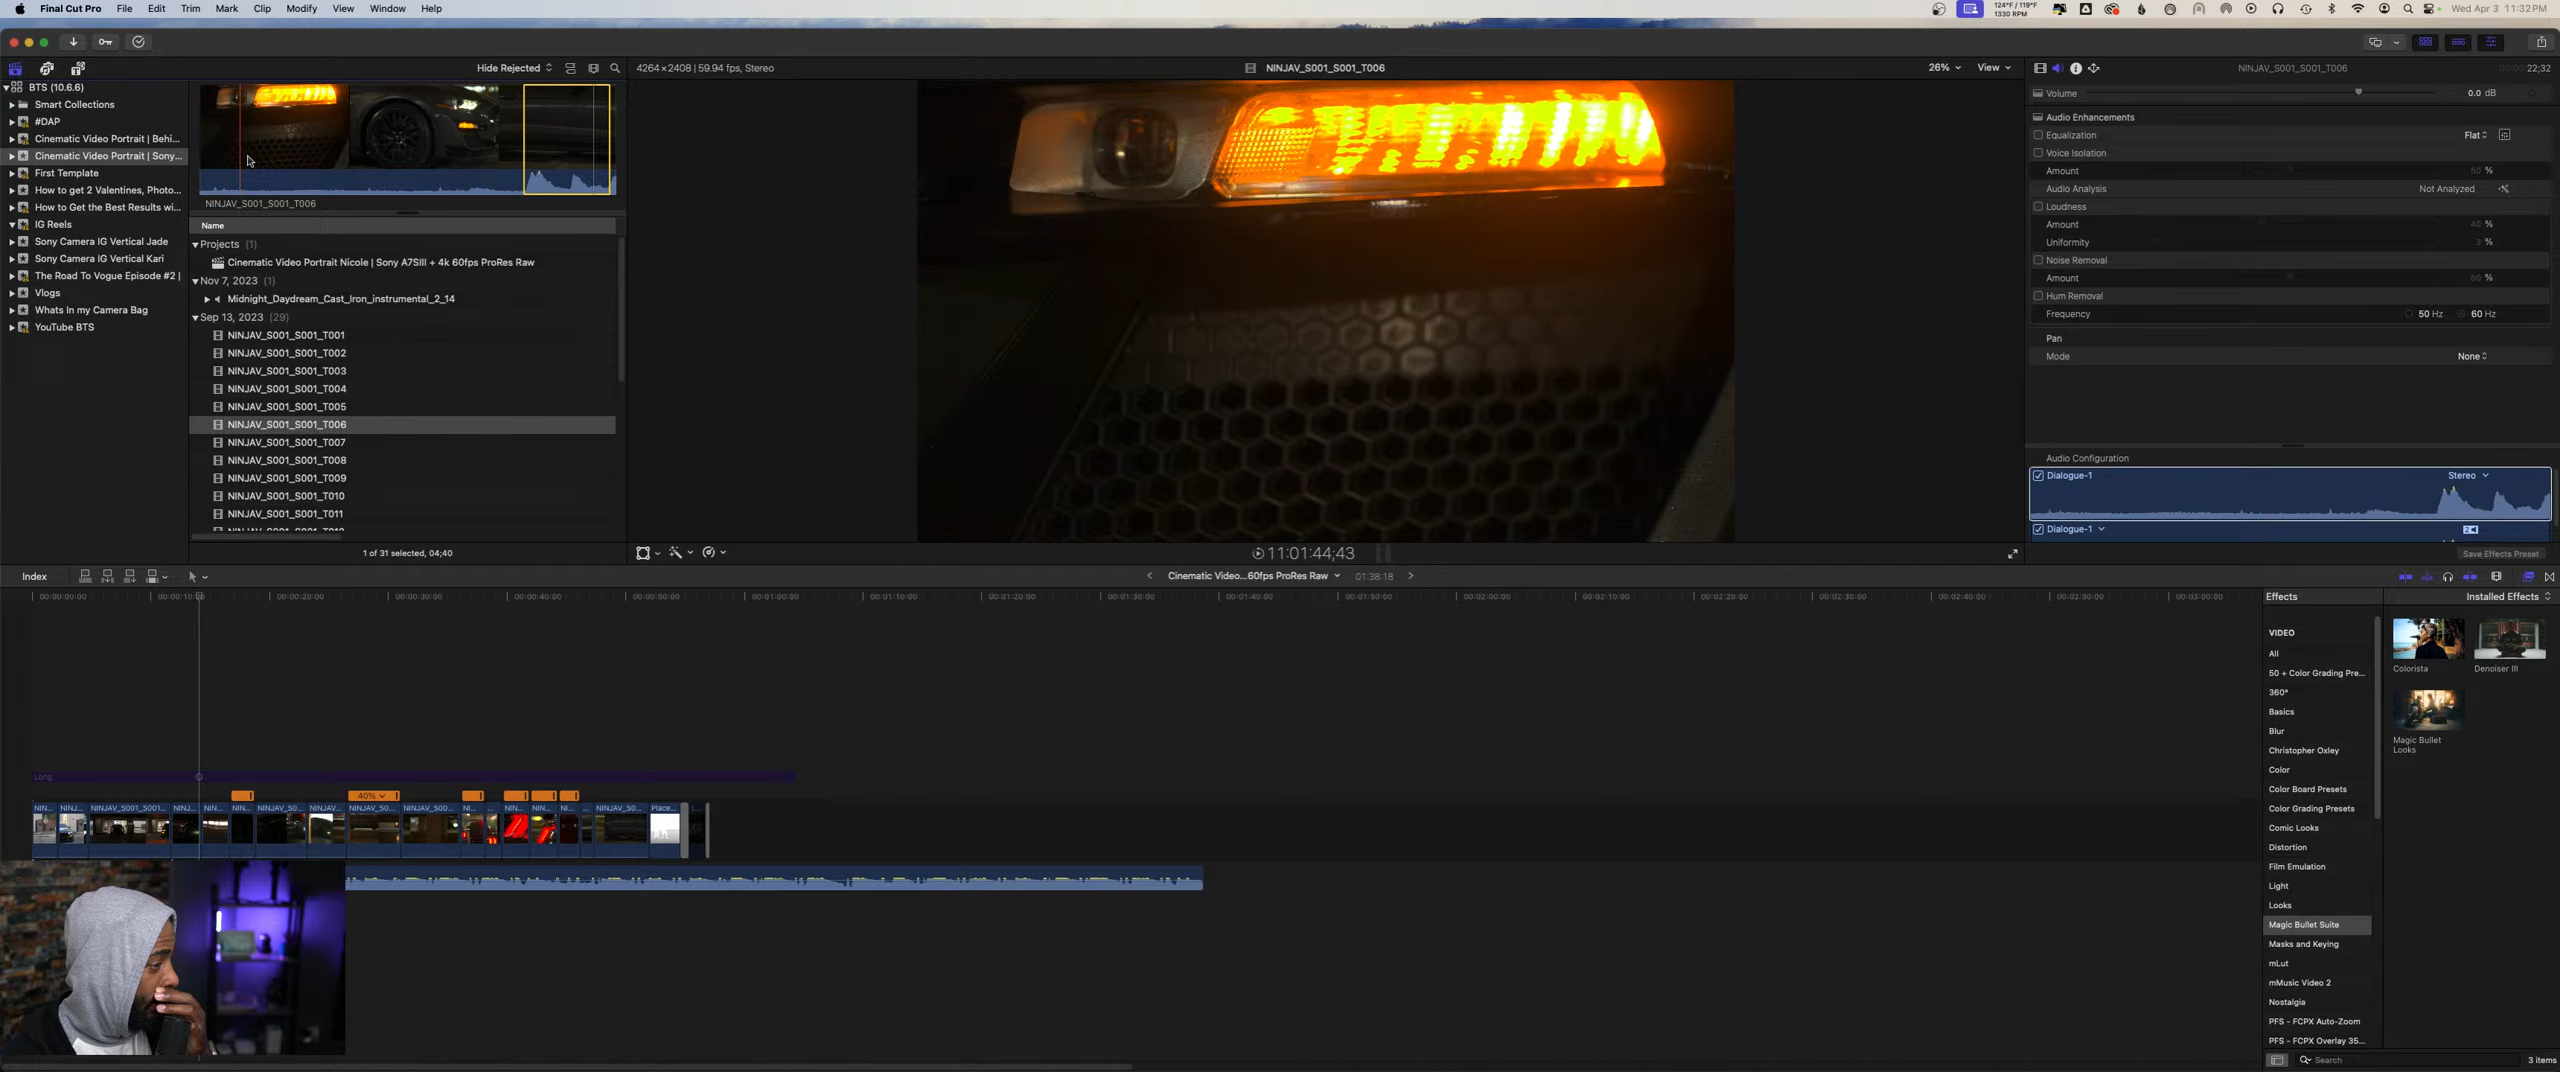 Final Cut Pro File Edit Trim Mark Clip Modify View Window Help
124°F / 119°F
1330 RPM
Wed Apr 3 11:32PM
Hide Rejected
4264×2408 | 59.94 fps, Stereo
NINJAV_S001_S001_T006
26% View
NINJAV_S001_S001_T006
22;32
BTS (10.6.6)
Smart Collections
#DAP
Cinematic Video Portrait | Behi...
Cinematic Video Portrait | Sony...
First Template
How to get 2 Valentines, Photo...
How to Get the Best Results wi...
IG Reels
Sony Camera IG Vertical Jade
Sony Camera IG Vertical Kari
The Road To Vogue Episode #2 |
Vlogs
Whats In my Camera Bag
YouTube BTS
NINJAV_S001_S001_T006
Name
Projects (1)
Cinematic Video Portrait Nicole | Sony A7SIII + 4k 60fps ProRes Raw
Nov 7, 2023 (1)
Midnight_Daydream_Cast_Iron_instrumental_2_14
Sep 13, 2023 (29)
NINJAV_S001_S001_T001
NINJAV_S001_S001_T002
NINJAV_S001_S001_T003
NINJAV_S001_S001_T004
NINJAV_S001_S001_T005
NINJAV_S001_S001_T006
NINJAV_S001_S001_T007
NINJAV_S001_S001_T008
NINJAV_S001_S001_T009
NINJAV_S001_S001_T010
NINJAV_S001_S001_T011
1 of 31 selected, 04;40
11:01:44;43
Volume 0.0 dB
Audio Enhancements
Equalization Flat
Voice Isolation
Amount 50 %
Audio Analysis Not Analyzed
Loudness
Amount 40 %
Uniformity 3 %
Noise Removal
Amount 50 %
Hum Removal
Frequency 50 Hz 60 Hz
Pan
Mode None
Audio Configuration
Dialogue-1 Stereo
Dialogue-1
Save Effects Preset
Index
Cinematic Video...60fps ProRes Raw 01:38:18
00:00:00:00 00:00:10:00 00:00:20:00 00:00:30:00 00:00:40:00 00:00:50:00 00:01:00:00 00:01:10:00 00:01:20:00 00:01:30:00 00:01:40:00 00:01:50:00 00:02:00:00 00:02:10:00 00:02:20:00 00:02:30:00 00:02:40:00 00:02:50:00 00:03:00:00
Long
40%
NIN... NINJ... NINJAV_S001_S001... NINJ... NIN... NIN... NINJAV_S0... NINJAV... NINJAV_S0... NINJAV_S00... NI... ... NIN... NIN... NI... ... NINJAV_S0... Place...
Effects
Installed Effects
VIDEO
All
50 + Color Grading Pre...
360°
Basics
Blur
Christopher Oxley
Color
Color Board Presets
Color Grading Presets
Comic Looks
Distortion
Film Emulation
Light
Looks
Magic Bullet Suite
Masks and Keying
mLut
mMusic Video 2
Nostalgia
PFS - FCPX Auto-Zoom
PFS - FCPX Overlay 35...
Colorista
Denoiser III
Magic Bullet
Looks
Search
3 items